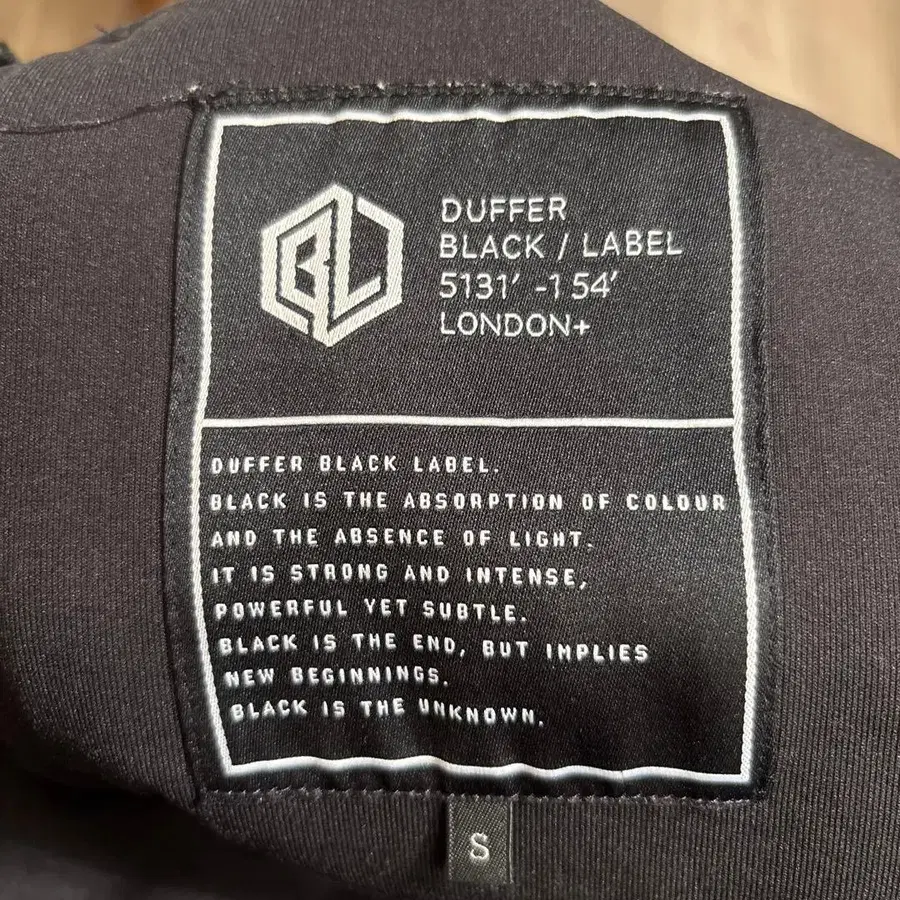 BL
DUFFER
BLACK / LABEL
5131′ -1 54′
LONDON+
DUFFER BLACK LABEL.
BLACK IS THE ABSORPTION OF COLOUR
AND THE ABSENCE OF LIGHT.
IT IS STRONG AND INTENSE,
POWERFUL YET SUBTLE.
BLACK IS THE END, BUT IMPLIES
NEW BEGINNINGS.
BLACK IS THE UNKNOWN.
S